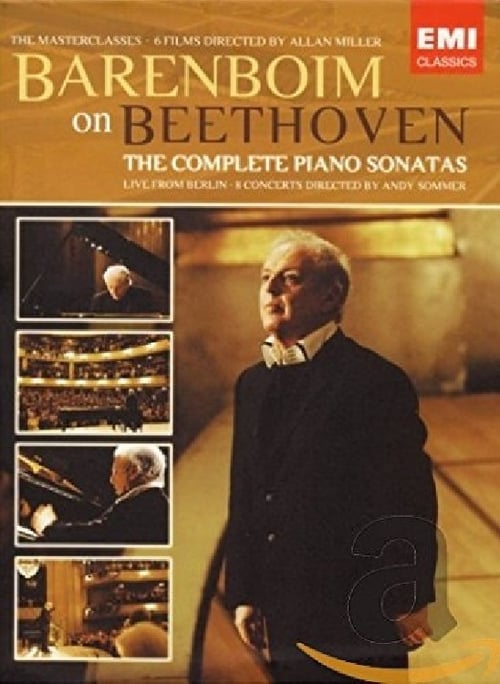 THE MASTERCLASSES · 6 FILMS DIRECTED BY ALLAN MILLER
EMI
CLASSICS
BARENBOIM
on BEETHOVEN
THE COMPLETE PIANO SONATAS
LIVE FROM BERLIN · 8 CONCERTS DIRECTED BY ANDY SOMMER
a